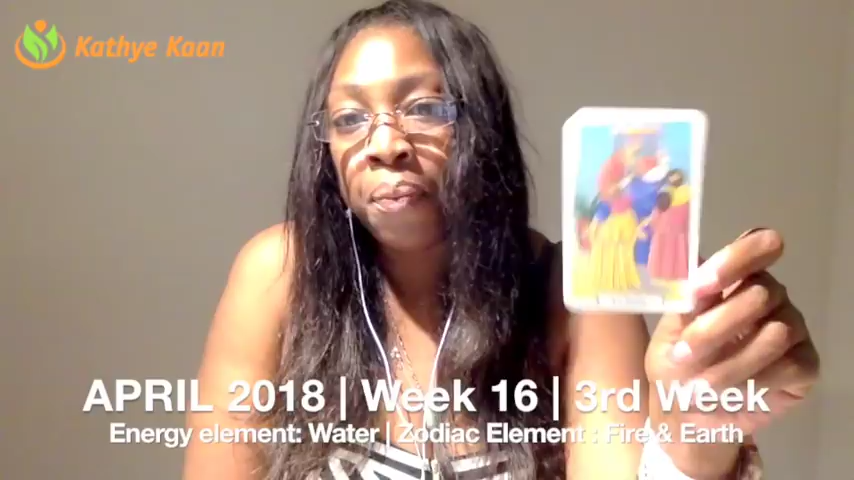 Kathye Kaan
APRIL 2018 | Week 16 | 3rd Week
Energy element: Water | Zodiac Element : Fire & Earth